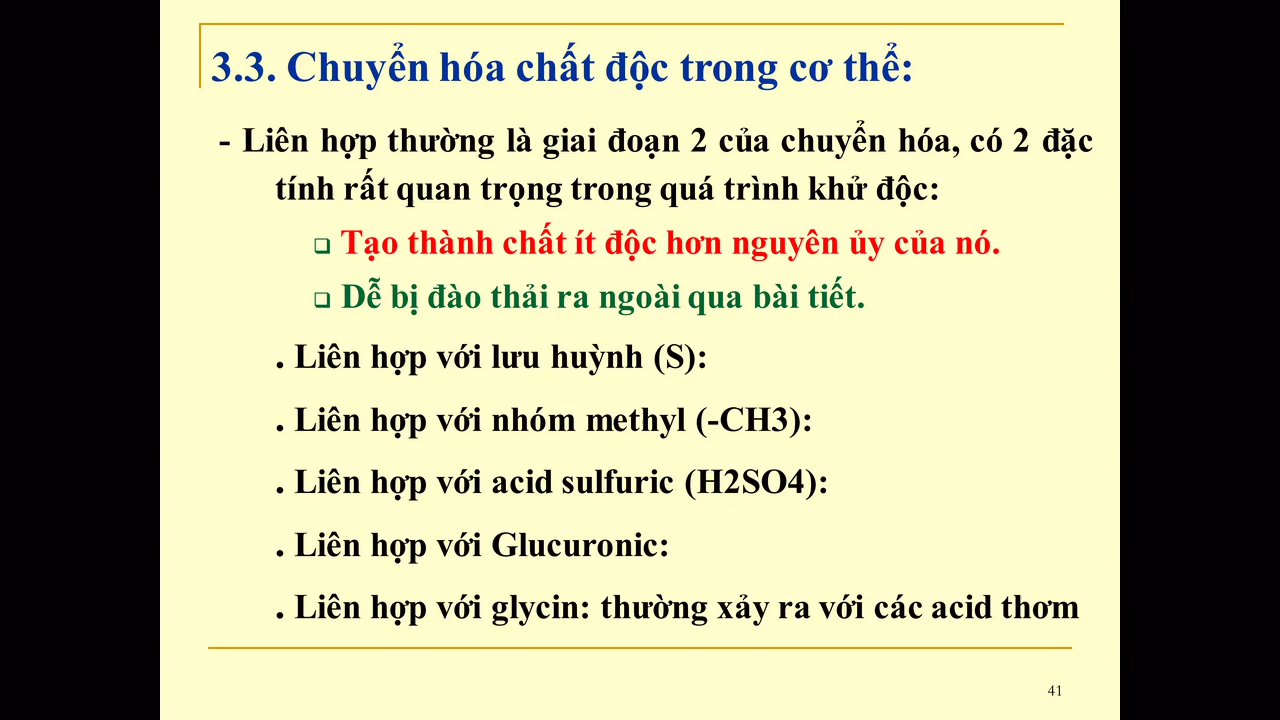 3.3. Chuyển hóa chất độc trong cơ thể:
- Liên hợp thường là giai đoạn 2 của chuyển hóa, có 2 đặc
tính rất quan trọng trong quá trình khử độc:
❑ Tạo thành chất ít độc hơn nguyên ủy của nó.
❑ Dễ bị đào thải ra ngoài qua bài tiết.
. Liên hợp với lưu huỳnh (S):
. Liên hợp với nhóm methyl (-CH3):
. Liên hợp với acid sulfuric (H2SO4):
. Liên hợp với Glucuronic:
. Liên hợp với glycin: thường xảy ra với các acid thơm
41